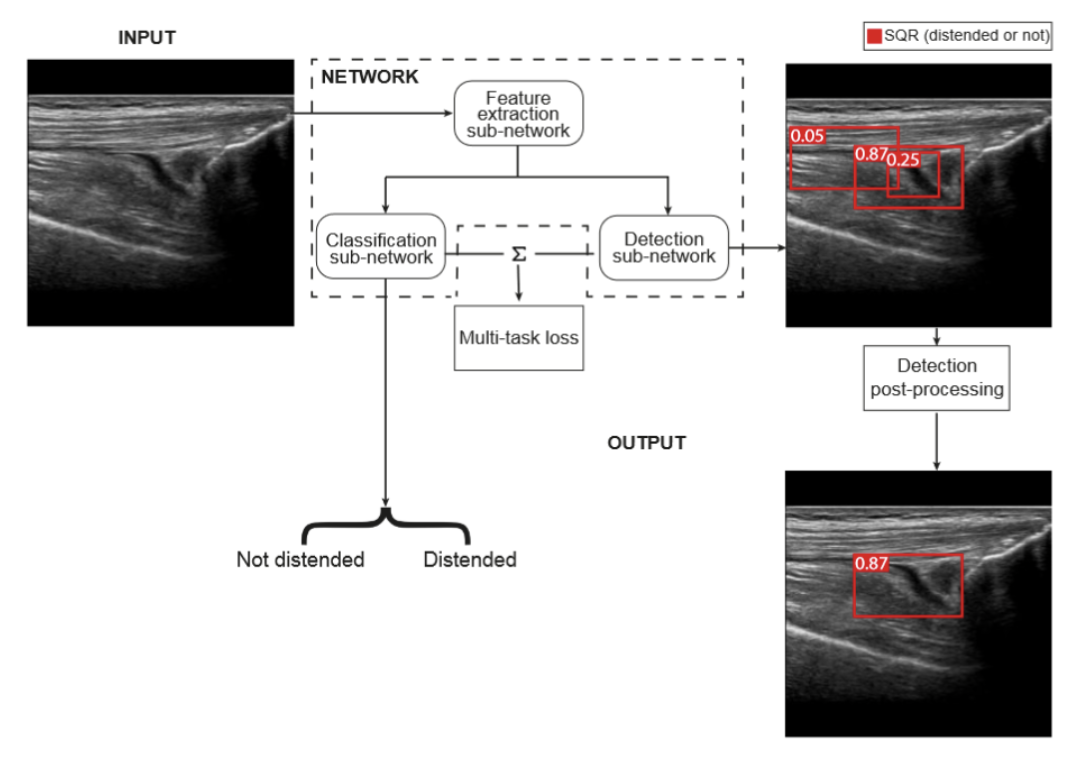 INPUT
SQR (distended or not)
NETWORK
Feature
extraction
sub-network
0.05
0.87
0.25
Classification
sub-network
Σ
Detection
sub-network
Multi-task loss
Detection
post-processing
OUTPUT
Not distended
Distended
0.87